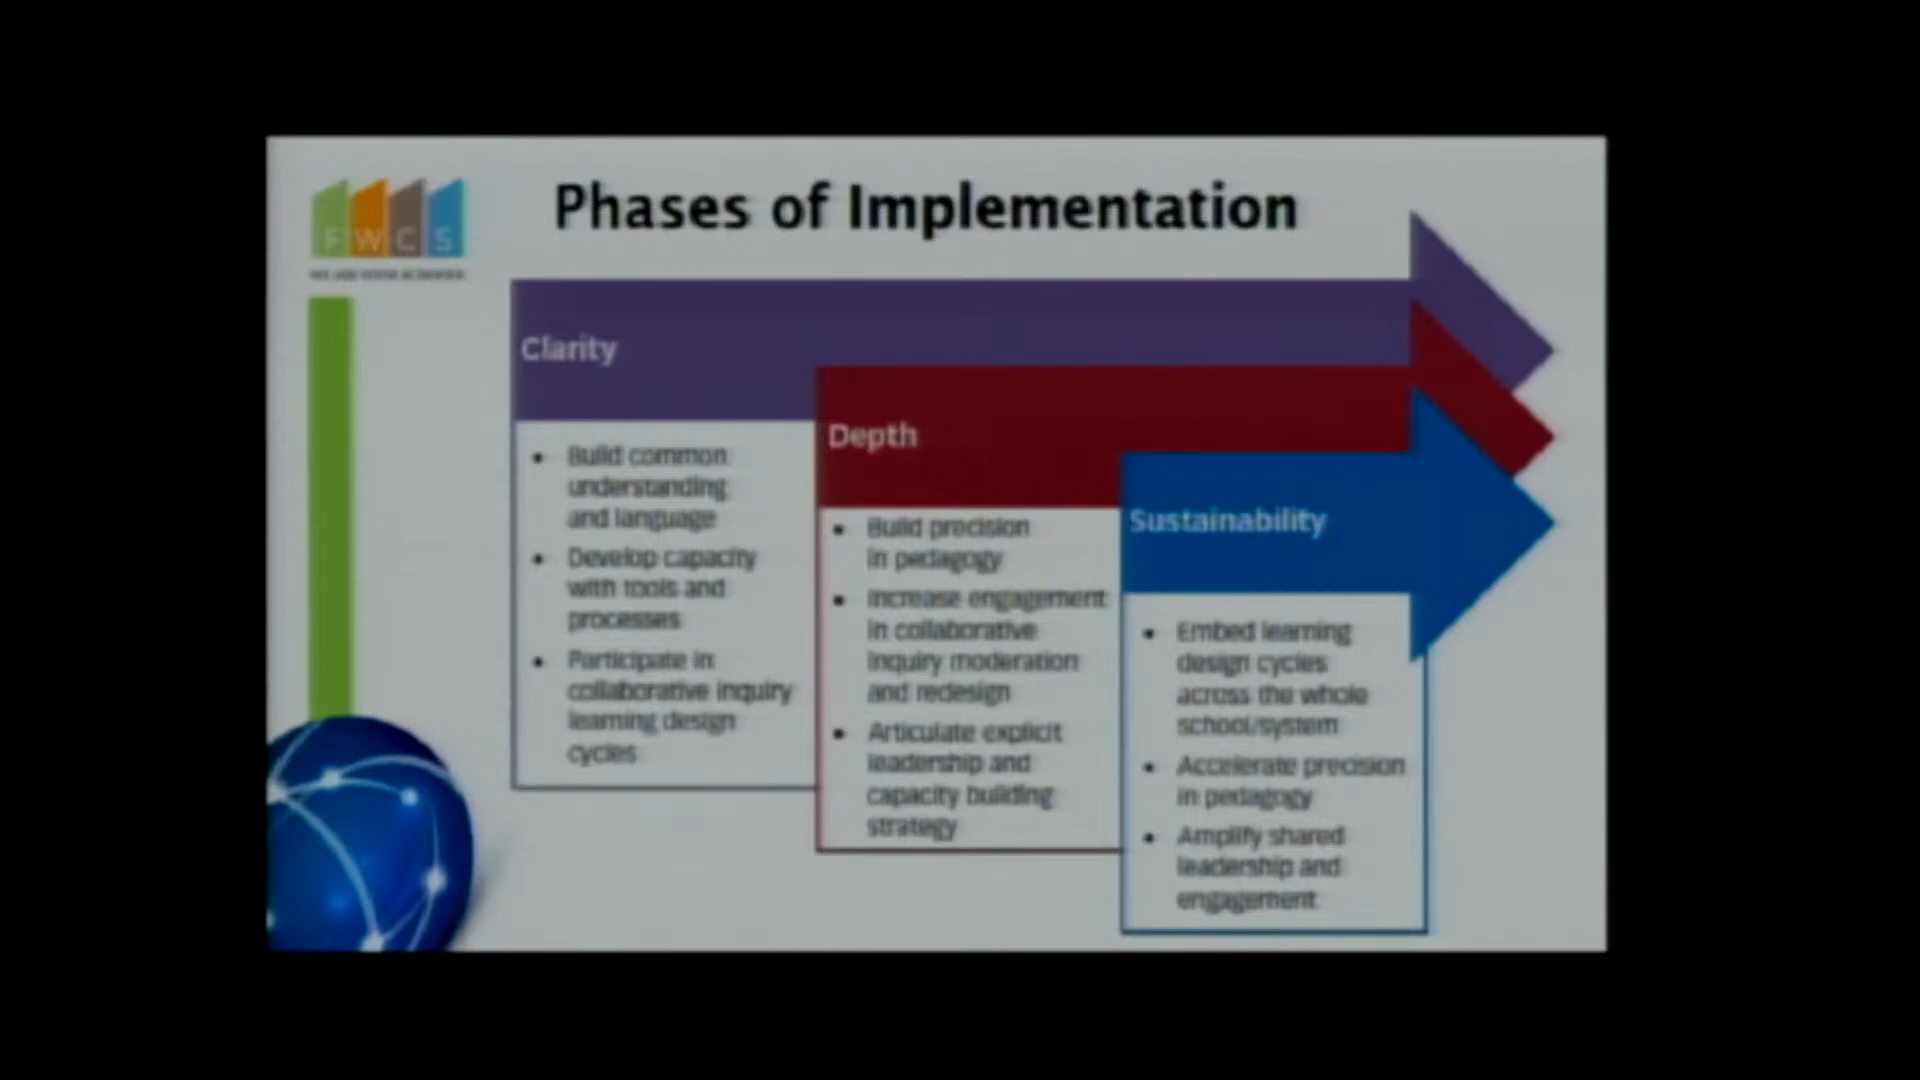 FWCS
Phases of Implementation
Clarity
• Build common
understanding
and language
• Develop capacity
with tools and
processes
• Participate in
collaborative inquiry
learning design
cycles
Depth
• Build precision
in pedagogy
• Increase engagement
in collaborative
inquiry moderation
and redesign
• Articulate explicit
leadership and
capacity building
strategy
Sustainability
• Embed learning
design cycles
across the whole
school/system
• Accelerate precision
in pedagogy
• Amplify shared
leadership and
engagement